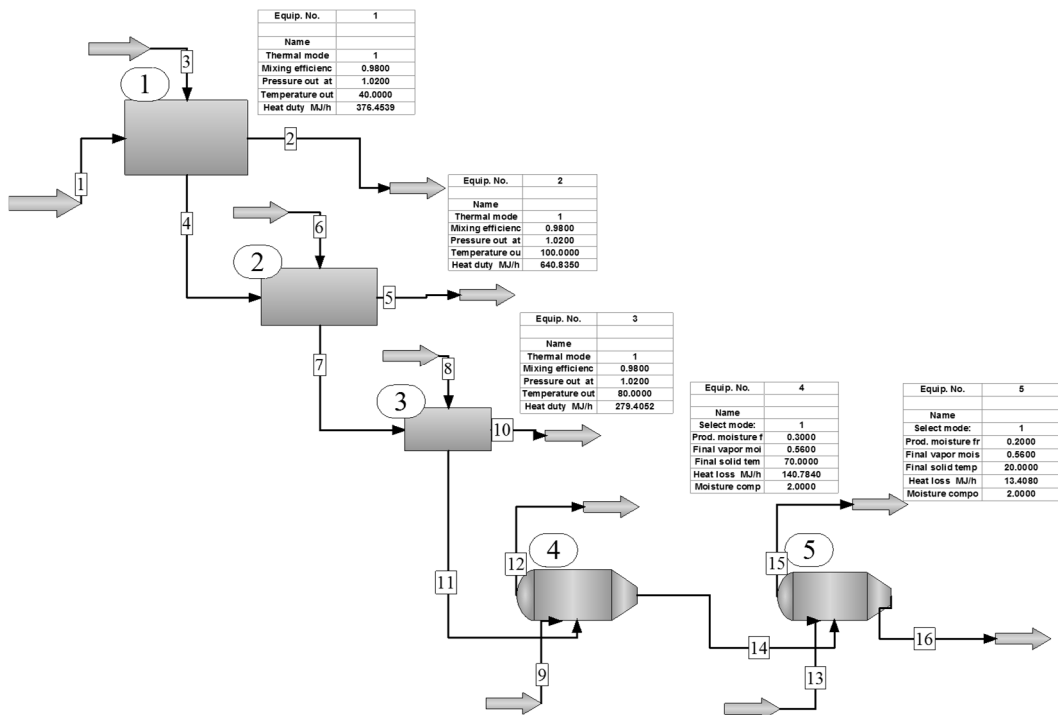 Equip. No. 1
Name
Thermal mode 1
Mixing efficienc 0.9800
Pressure out at 1.0200
Temperature out 40.0000
Heat duty MJ/h 376.4539
3
1
2
1
4
Equip. No. 2
Name
Thermal mode 1
Mixing efficienc 0.9800
Pressure out at 1.0200
Temperature ou 100.0000
Heat duty MJ/h 640.8350
6
2
5
7
Equip. No. 3
Name
Thermal mode 1
Mixing efficienc 0.9800
Pressure out at 1.0200
Temperature out 80.0000
Heat duty MJ/h 279.4052
8
3
10
Equip. No. 4
Name
Select mode: 1
Prod. moisture f 0.3000
Final vapor moi 0.5600
Final solid tem 70.0000
Heat loss MJ/h 140.7840
Moisture comp 2.0000
Equip. No. 5
Name
Select mode: 1
Prod. moisture fr 0.2000
Final vapor mois 0.5600
Final solid temp 20.0000
Heat loss MJ/h 13.4080
Moisture compo 2.0000
11
12
4
15
5
9
14
13
16